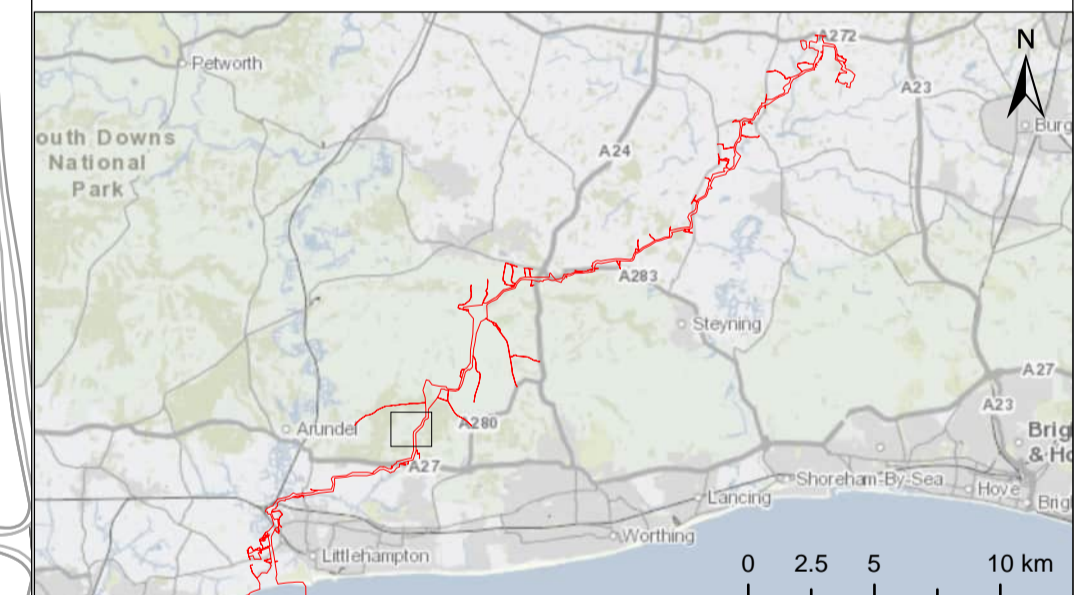 A272
N
Petworth
A23
Burg
outh Downs
National
Park
A24
A283
Steyning
A27
A23
Arundel
A280
Brig
& Ho
A27
Shoreham-By-Sea
Hove
Lancing
Brig
Worthing
Littlehampton
0 2.5 5 10 km